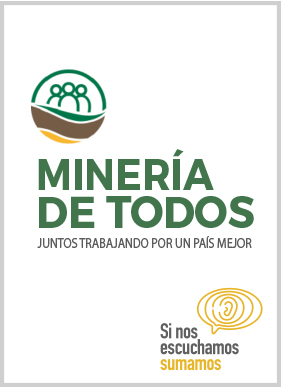 MINERÍA
DE TODOS
JUNTOS TRABAJANDO POR UN PAÍS MEJOR
Si nos
escuchamos
sumamos